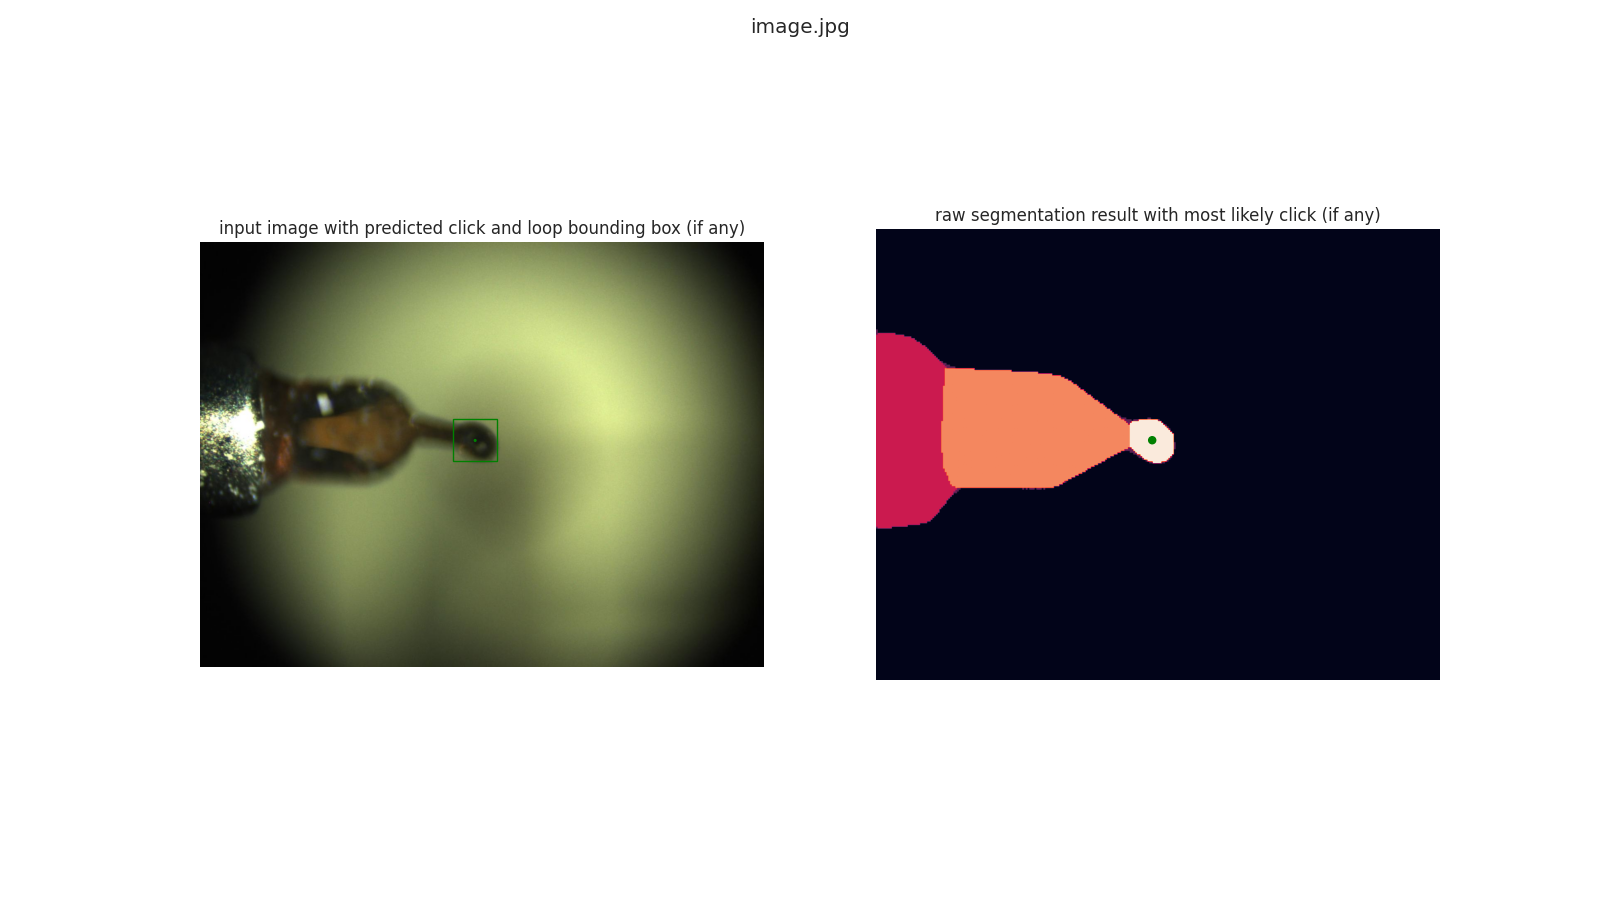 image.jpg
input image with predicted click and loop bounding box (if any)
raw segmentation result with most likely click (if any)